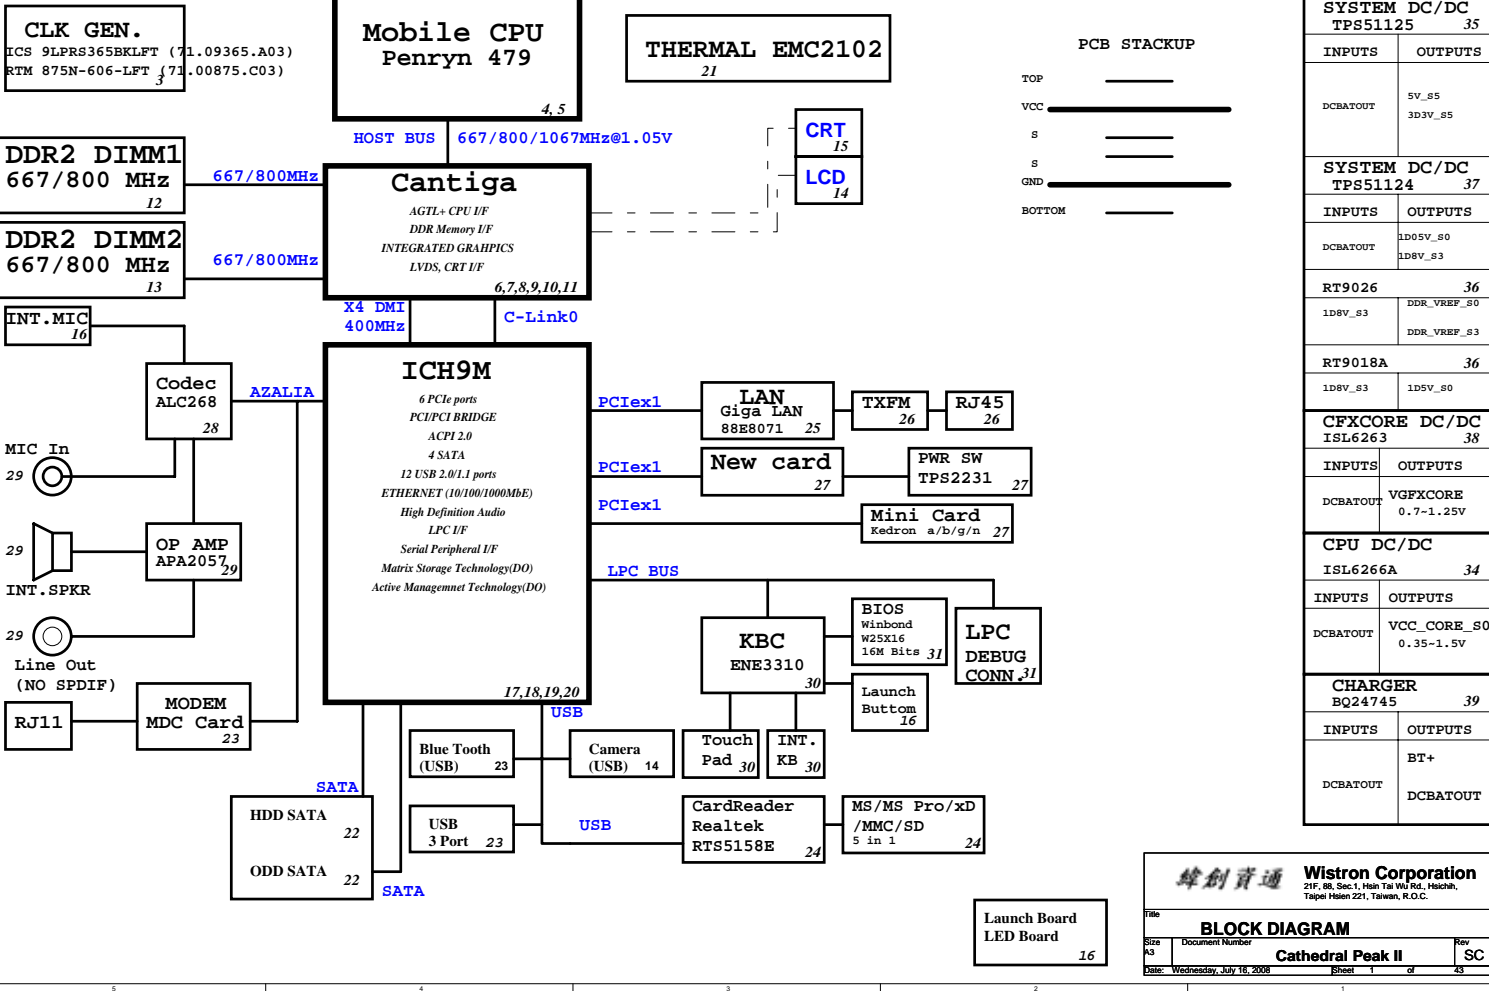 CLK GEN.
ICS 9LPRS365BKLFT (71.09365.A03)
RTM 875N-606-LFT (71.00875.C03)
3
Mobile CPU
Penryn 479
4, 5
THERMAL EMC2102
21
PCB STACKUP
TOP
VCC
S
S
GND
BOTTOM
HOST BUS
667/800/1067MHz@1.05V
CRT
15
LCD
14
DDR2 DIMM1
667/800 MHz
12
667/800MHz
DDR2 DIMM2
667/800 MHz
13
667/800MHz
Cantiga
AGTL+ CPU I/F
DDR Memory I/F
INTEGRATED GRAHPICS
LVDS, CRT I/F
6,7,8,9,10,11
X4 DMI
400MHz
C-Link0
INT.MIC
16
Codec
ALC268
28
AZALIA
MIC In
29
OP AMP
APA2057
29
29
INT.SPKR
29
Line Out
(NO SPDIF)
RJ11
MODEM
MDC Card
23
ICH9M
6 PCIe ports
PCI/PCI BRIDGE
ACPI 2.0
4 SATA
12 USB 2.0/1.1 ports
ETHERNET (10/100/1000MbE)
High Definition Audio
LPC I/F
Serial Peripheral I/F
Matrix Storage Technology(DO)
Active Managemnet Technology(DO)
17,18,19,20
PCIex1
LAN
Giga LAN
88E8071
25
TXFM
26
RJ45
26
PCIex1
New card
27
PWR SW
TPS2231
27
PCIex1
Mini Card
Kedron a/b/g/n
27
LPC BUS
KBC
ENE3310
30
BIOS
Winbond
W25X16
16M Bits
31
LPC
DEBUG
CONN.
31
Launch
Buttom
16
Touch
Pad
30
INT.
KB
30
USB
Blue Tooth
(USB)
23
Camera
(USB)
14
USB
3 Port
23
USB
CardReader
Realtek
RTS5158E
24
MS/MS Pro/xD
/MMC/SD
5 in 1
24
SATA
HDD SATA
22
ODD SATA
22
SATA
Launch Board
LED Board
16
SYSTEM DC/DC
TPS51125
35
INPUTS OUTPUTS
DCBATOUT
5V_S5
3D3V_S5
SYSTEM DC/DC
TPS51124
37
INPUTS OUTPUTS
DCBATOUT
1D05V_S0
1D8V_S3
RT9026
36
1D8V_S3
DDR_VREF_S0
DDR_VREF_S3
RT9018A
36
1D8V_S3 1D5V_S0
CFXCORE DC/DC
ISL6263
38
INPUTS OUTPUTS
DCBATOUT
VGFXCORE
0.7~1.25V
CPU DC/DC
ISL6266A
34
INPUTS OUTPUTS
DCBATOUT
VCC_CORE_S0
0.35~1.5V
CHARGER
BQ24745
39
INPUTS OUTPUTS
DCBATOUT
BT+
DCBATOUT
緯創資通
Wistron Corporation
21F, 88, Sec.1, Hsin Tai Wu Rd., Hsichih,
Taipei Hsien 221, Taiwan, R.O.C.
Title
BLOCK DIAGRAM
Size
A3
Document Number
Cathedral Peak II
Rev
SC
Date: Wednesday, July 16, 2008
Sheet 1 of 43
5 4 3 2 1